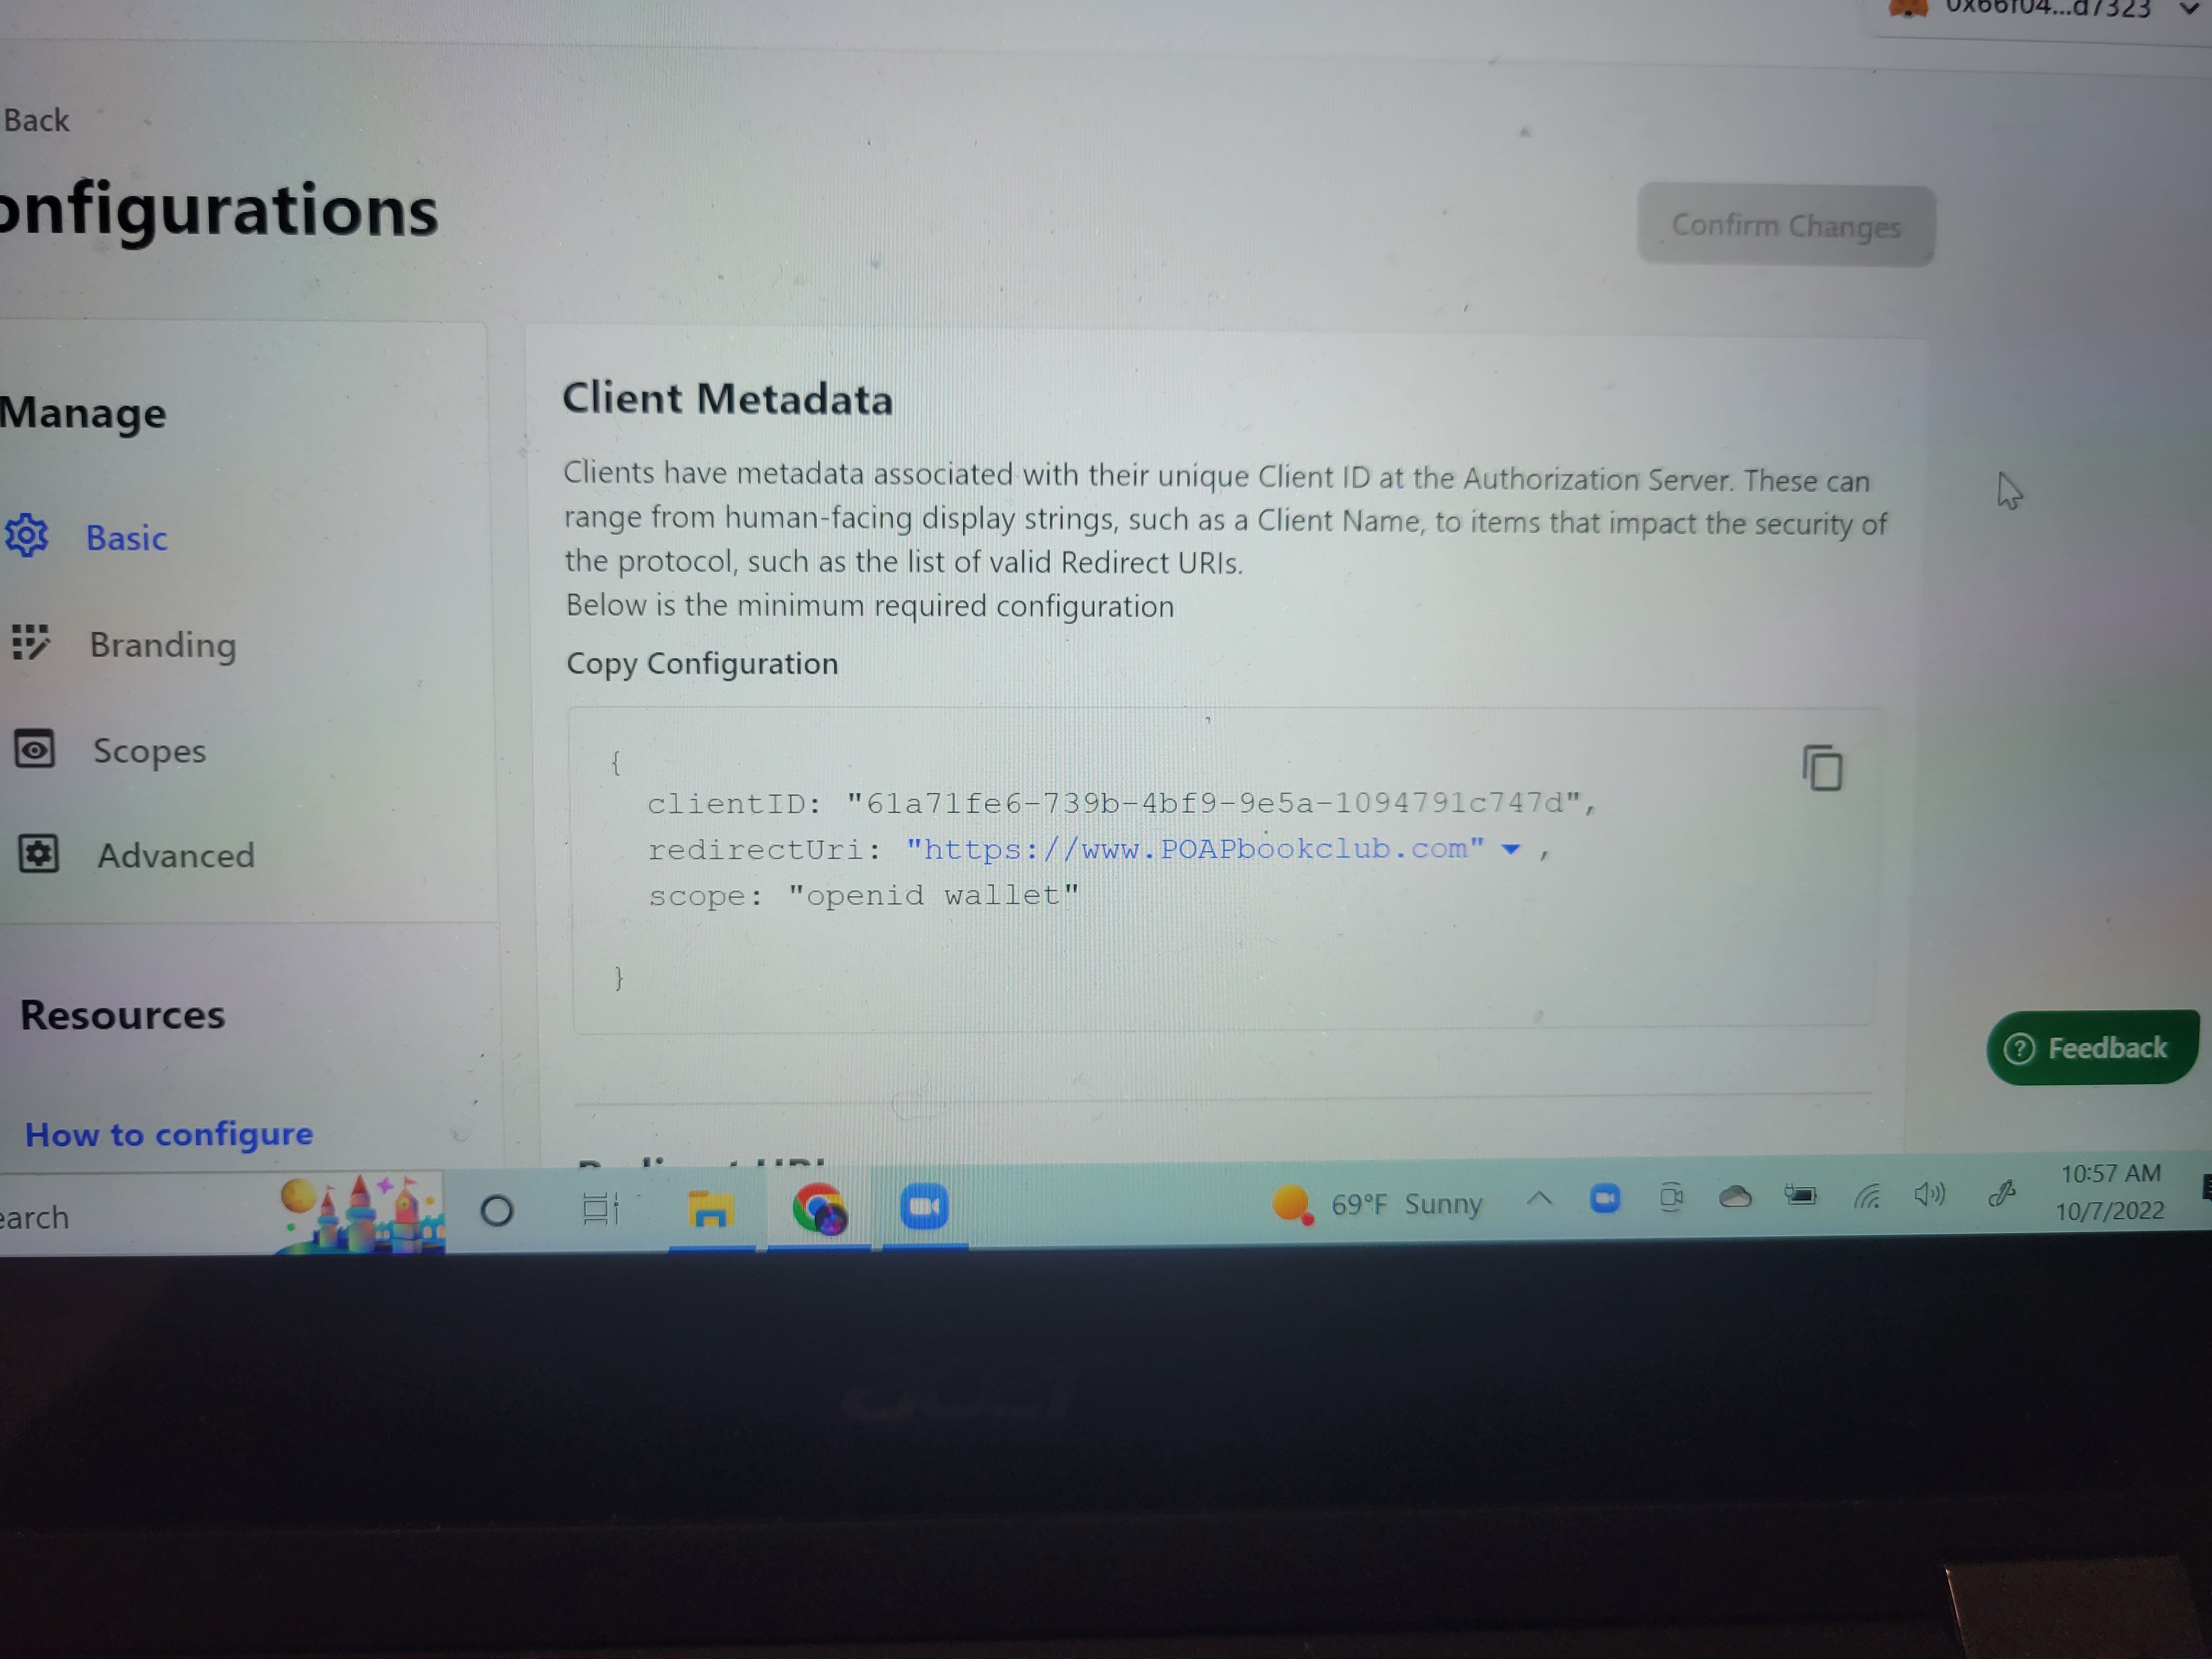 0x66f04...d7323
Back
onfigurations
Confirm Changes
Manage
Basic
Branding
Scopes
Advanced
Resources
How to configure
Client Metadata
Clients have metadata associated with their unique Client ID at the Authorization Server. These can
range from human-facing display strings, such as a Client Name, to items that impact the security of
the protocol, such as the list of valid Redirect URIs.
Below is the minimum required configuration
Copy Configuration
{
clientID: "61a71fe6-739b-4bf9-9e5a-1094791c747d",
redirectUri: "https://www.POAPbookclub.com" ,
scope: "openid wallet"
}
Feedback
earch
69°F Sunny
10:57 AM
10/7/2022
acer